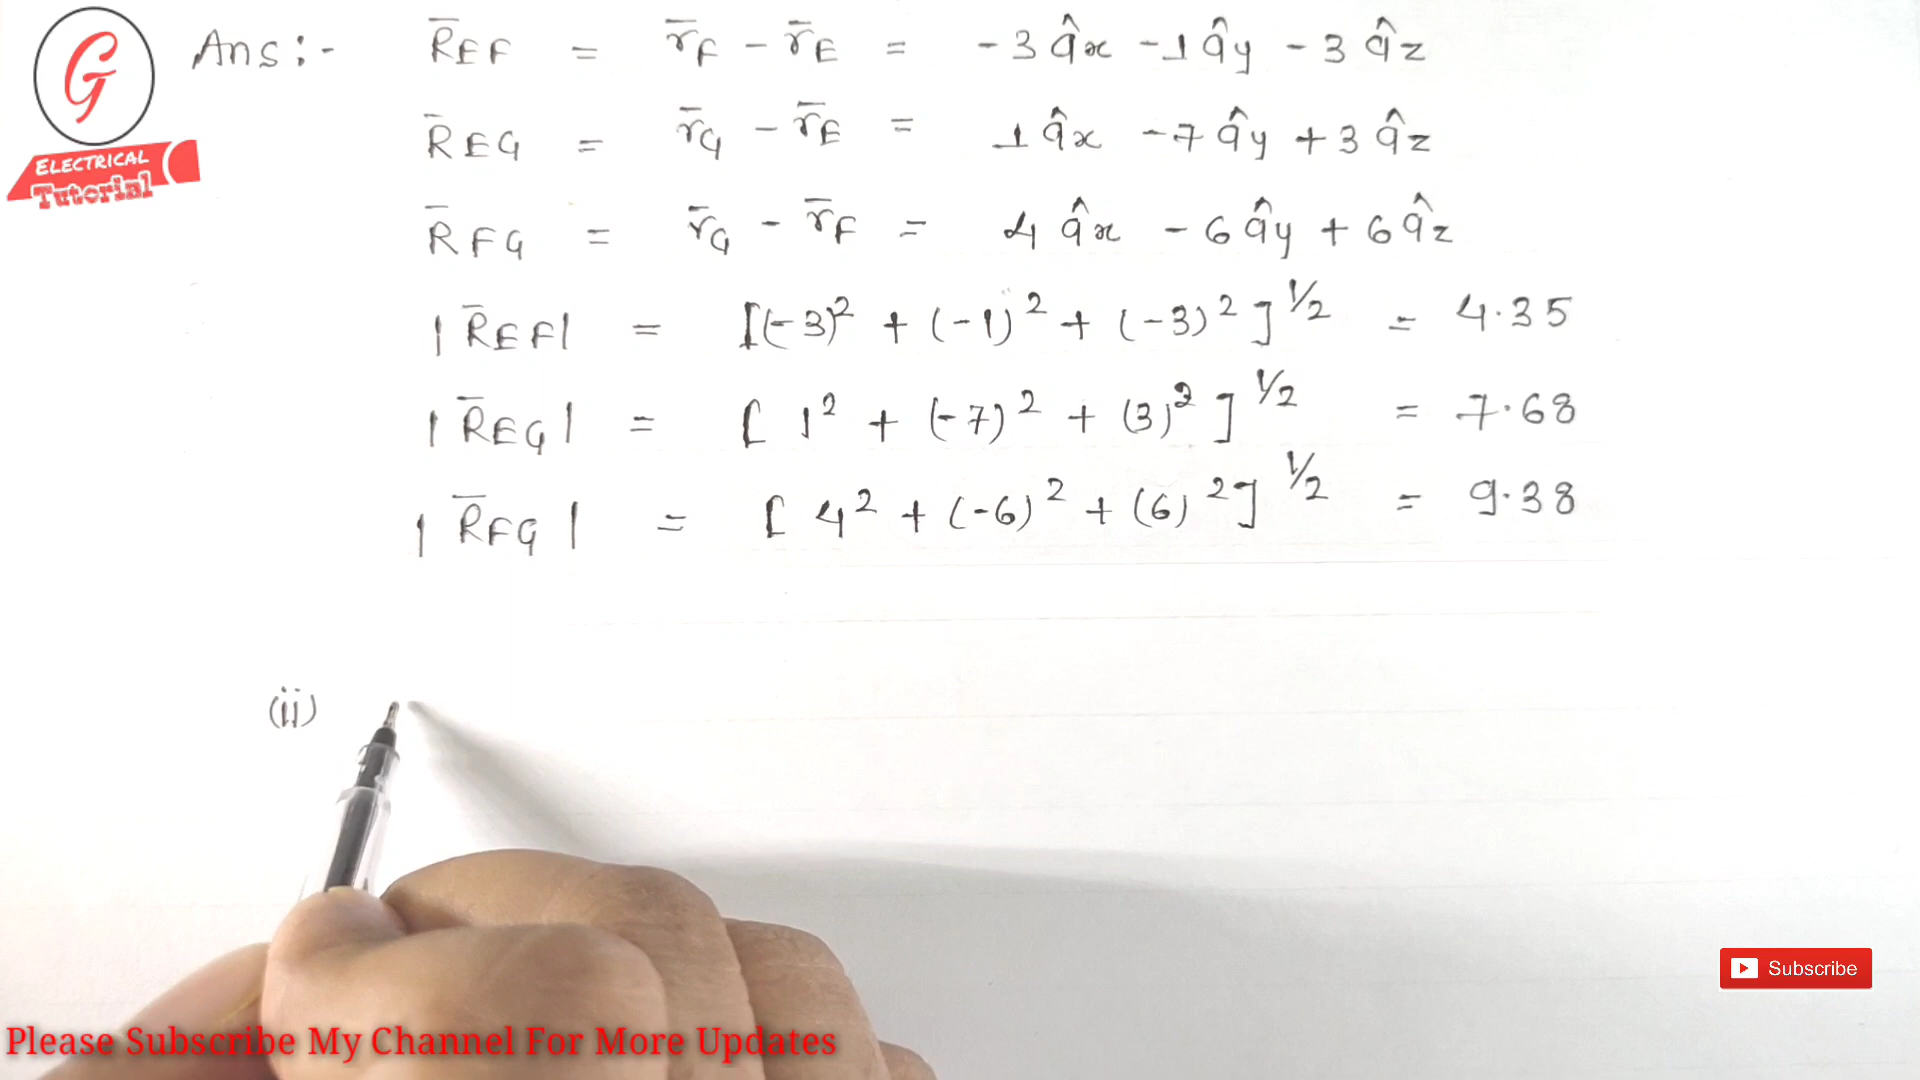 G
ELECTRICAL
Tutorial
Ans:- R̅EF = r̅F - r̅E = -3 âx -1 ây - 3 âz
R̅EG = r̅G - r̅E = 1 âx -7 ây + 3 âz
R̅FG = r̅G - r̅F = 4 âx - 6 ây + 6 âz
|R̅EF| = [(-3)² + (-1)² + (-3)²]^1/2 = 4.35
|R̅EG| = [1² + (-7)² + (3)²]^1/2 = 7.68
|R̅FG| = [4² + (-6)² + (6)²]^1/2 = 9.38
(ii)
Subscribe
Please Subscribe My Channel For More Updates